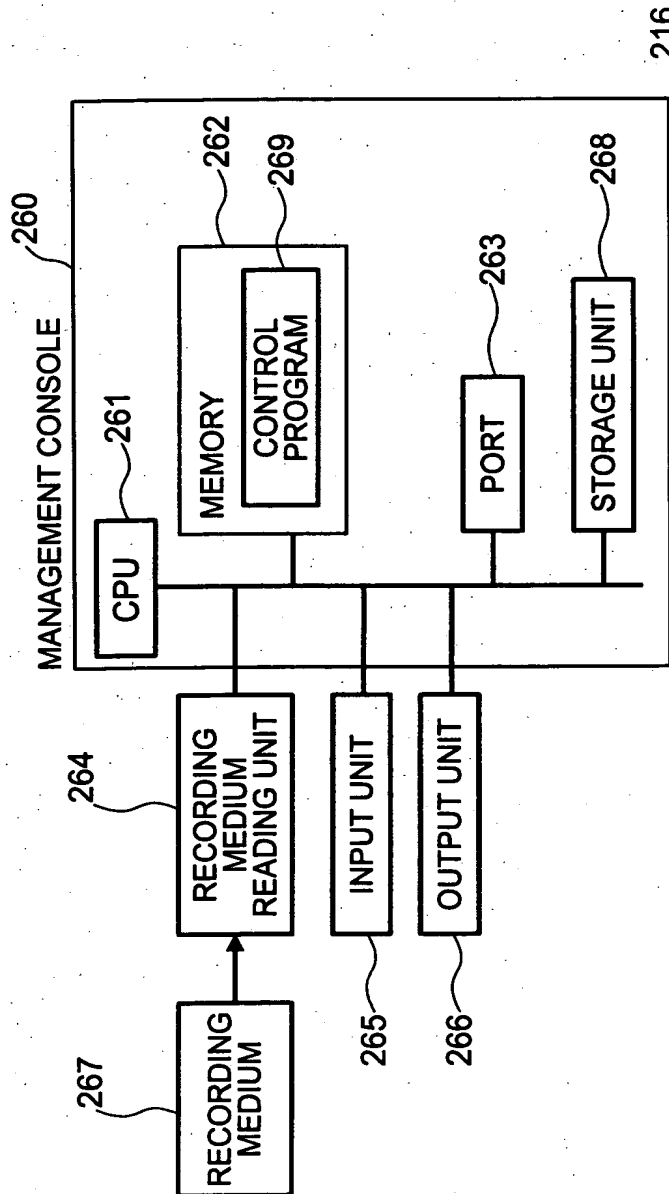 MANAGEMENT CONSOLE
260
267
RECORDING
MEDIUM
264
RECORDING
MEDIUM
READING UNIT
261
CPU
262
MEMORY
269
CONTROL
PROGRAM
265
INPUT UNIT
266
OUTPUT UNIT
263
PORT
268
STORAGE UNIT
216